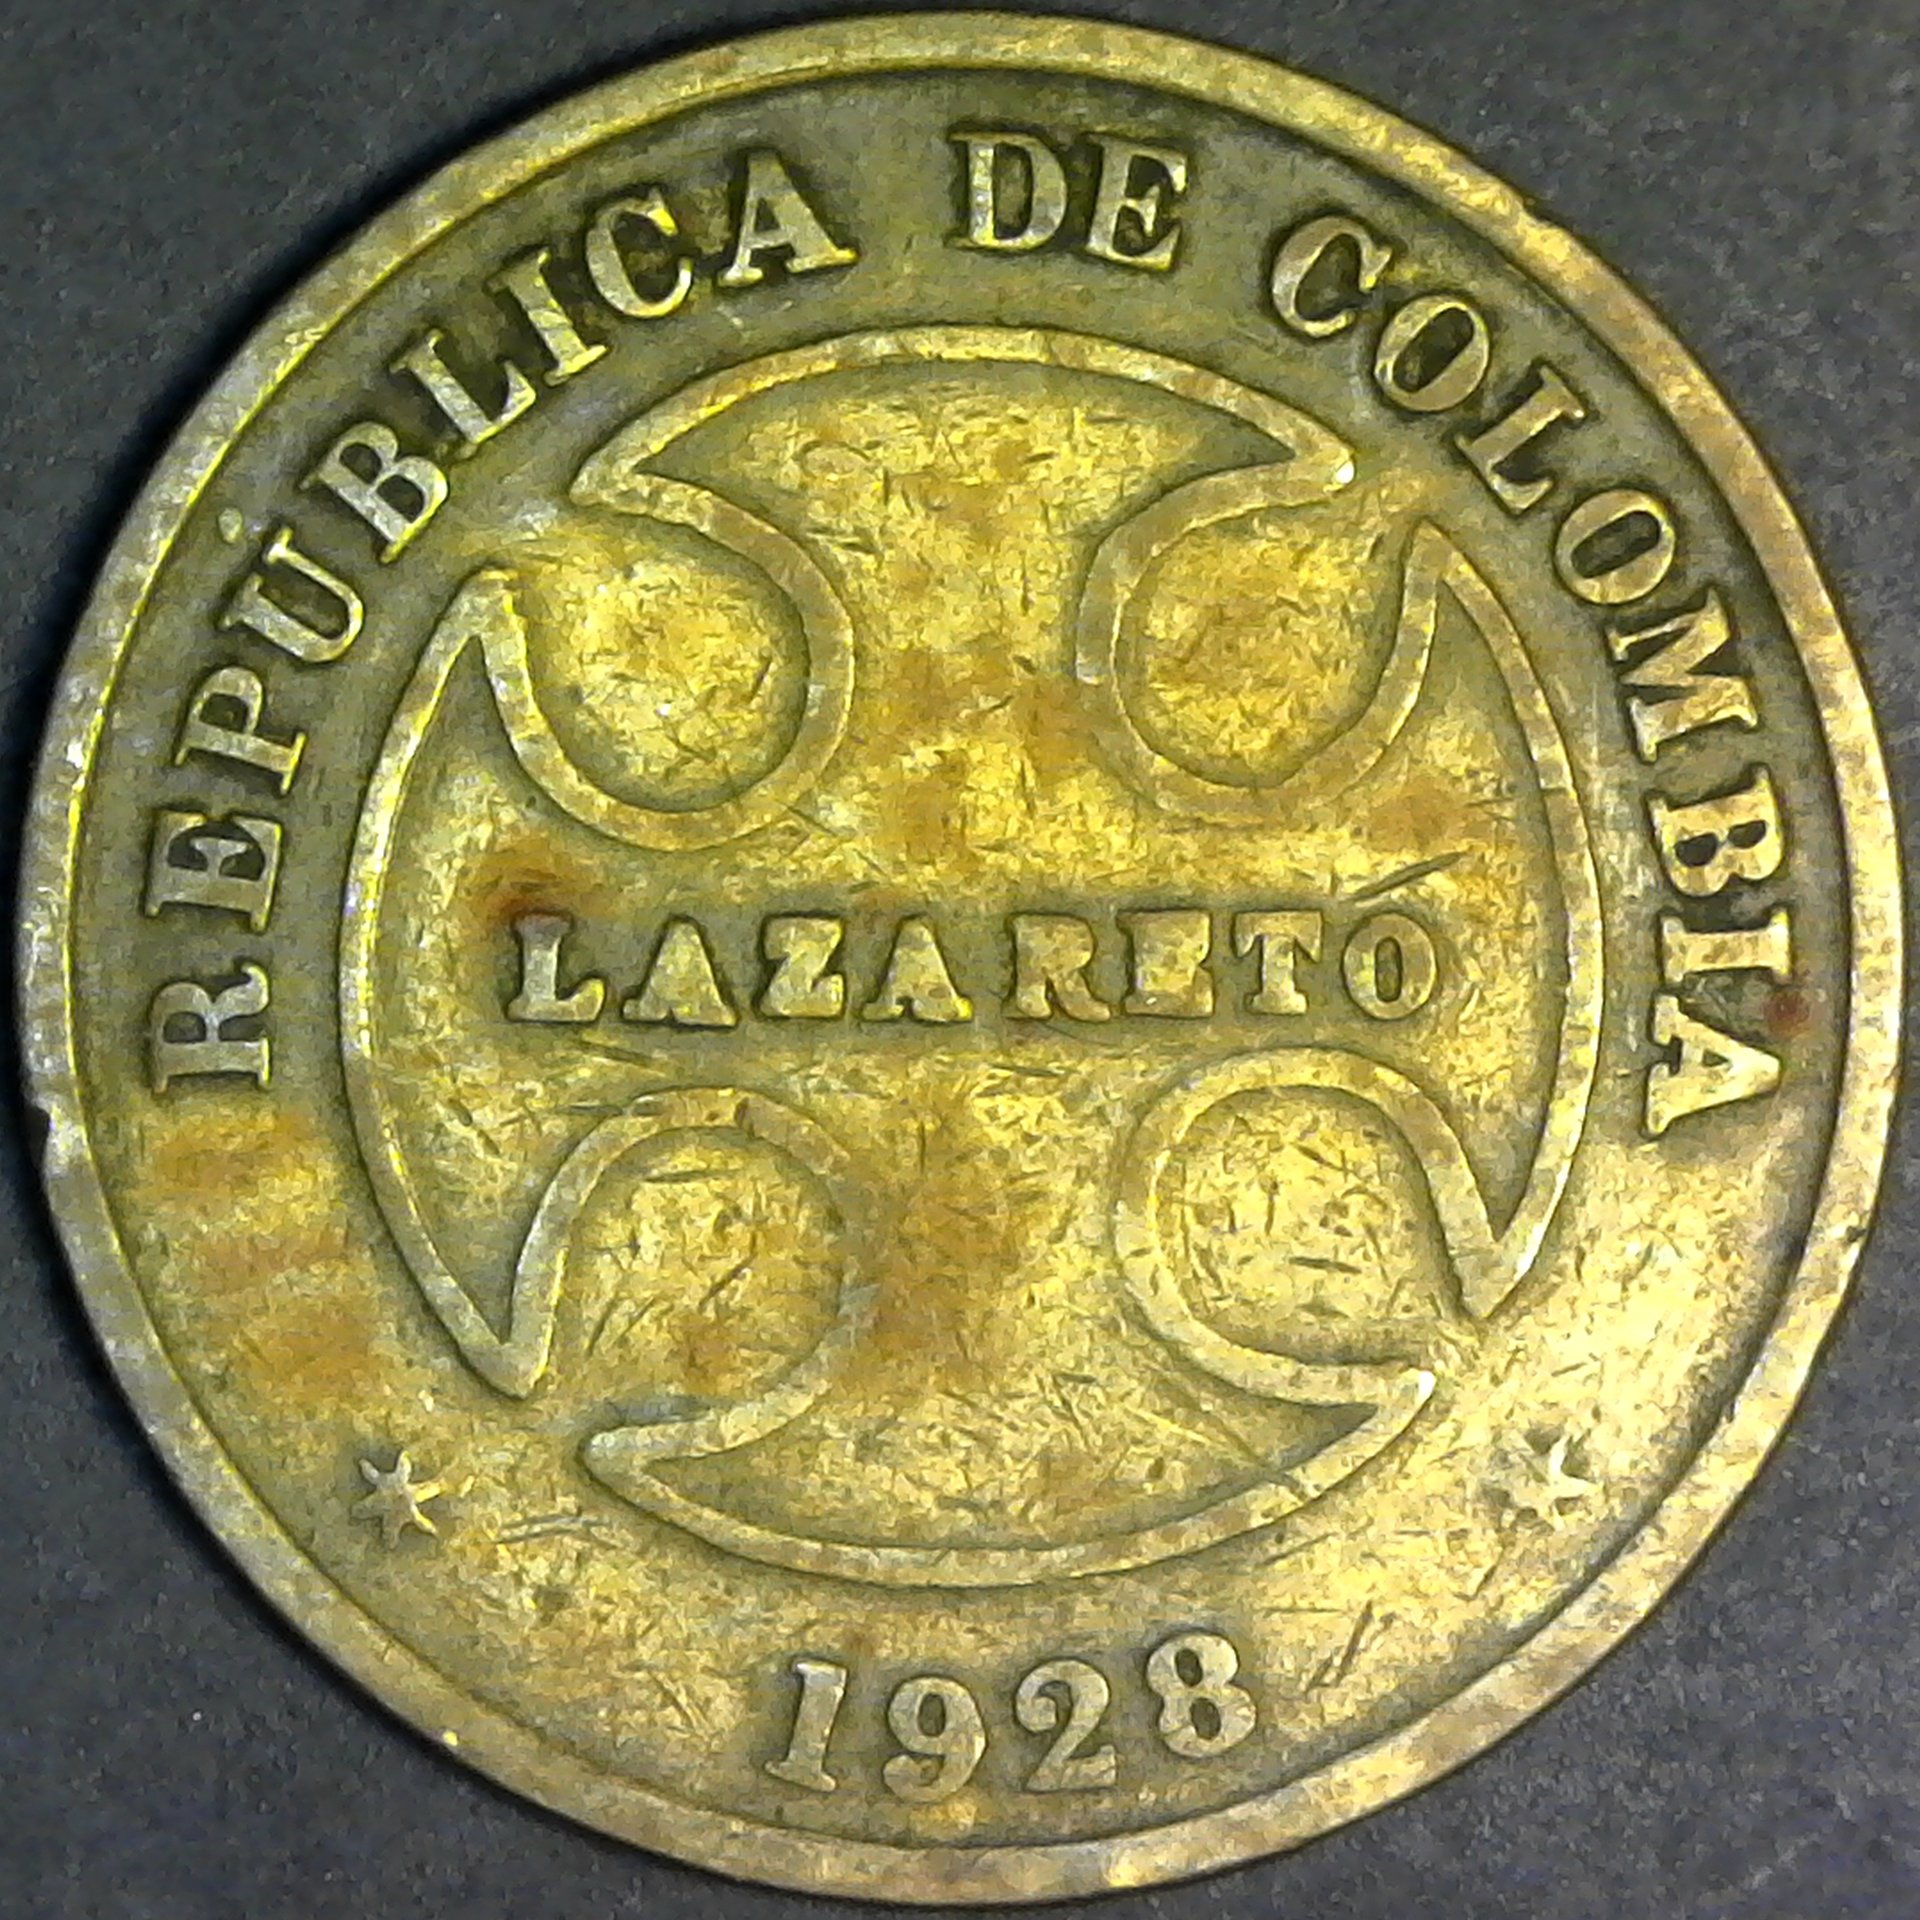 REPÚBLICA DE COLOMBIA
LAZARETO
1928